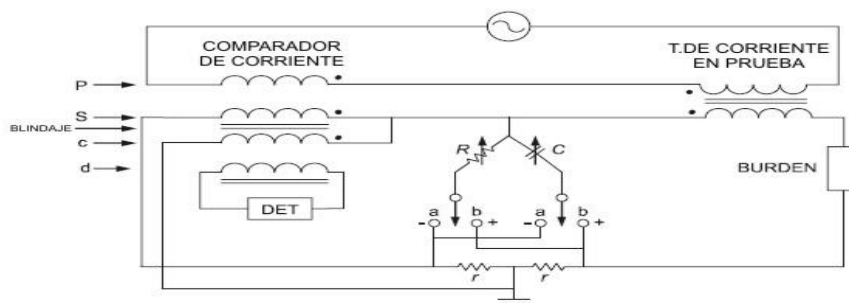 COMPARADOR
DE CORRIENTE
T.DE CORRIENTE
EN PRUEBA
P
S
BLINDAJE
c
d
R
C
BURDEN
DET
a
b
a
b
-
+
-
+
r
r